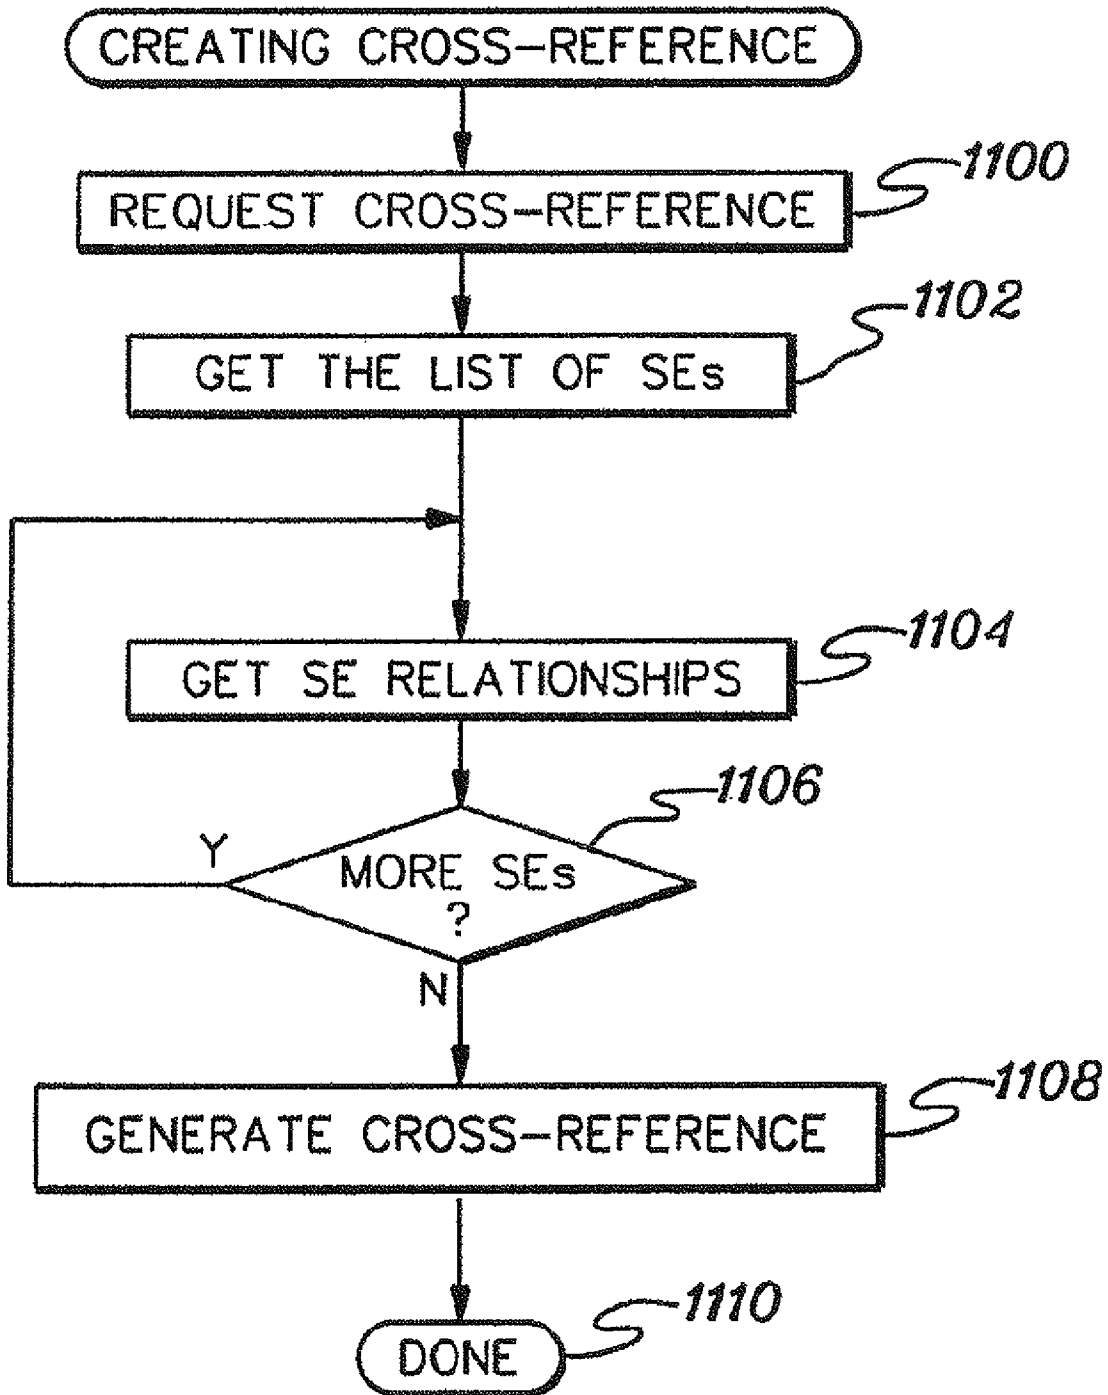 CREATING CROSS-REFERENCE
1100
REQUEST CROSS-REFERENCE
1102
GET THE LIST OF SEs
1104
GET SE RELATIONSHIPS
1106
Y
MORE SEs
?
N
1108
GENERATE CROSS-REFERENCE
1110
DONE